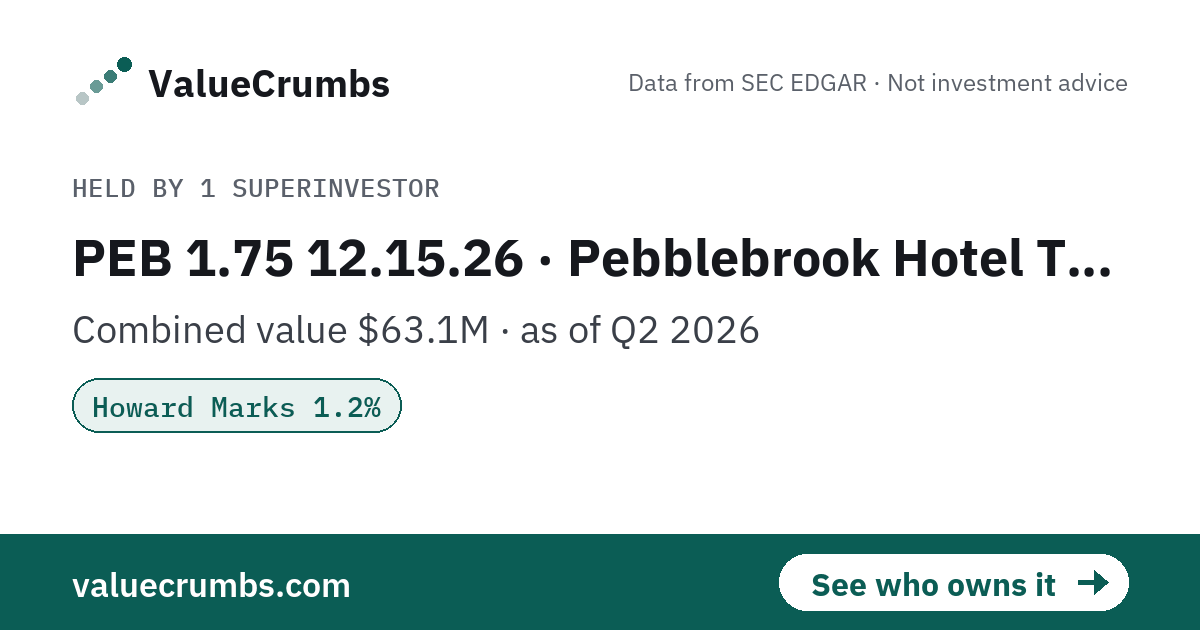 ValueCrumbs
Data from SEC EDGAR · Not investment advice
HELD BY 1 SUPERINVESTOR
PEB 1.75 12.15.26 · Pebblebrook Hotel T...
Combined value $63.1M · as of Q2 2026
Howard Marks 1.2%
valuecrumbs.com
See who owns it →